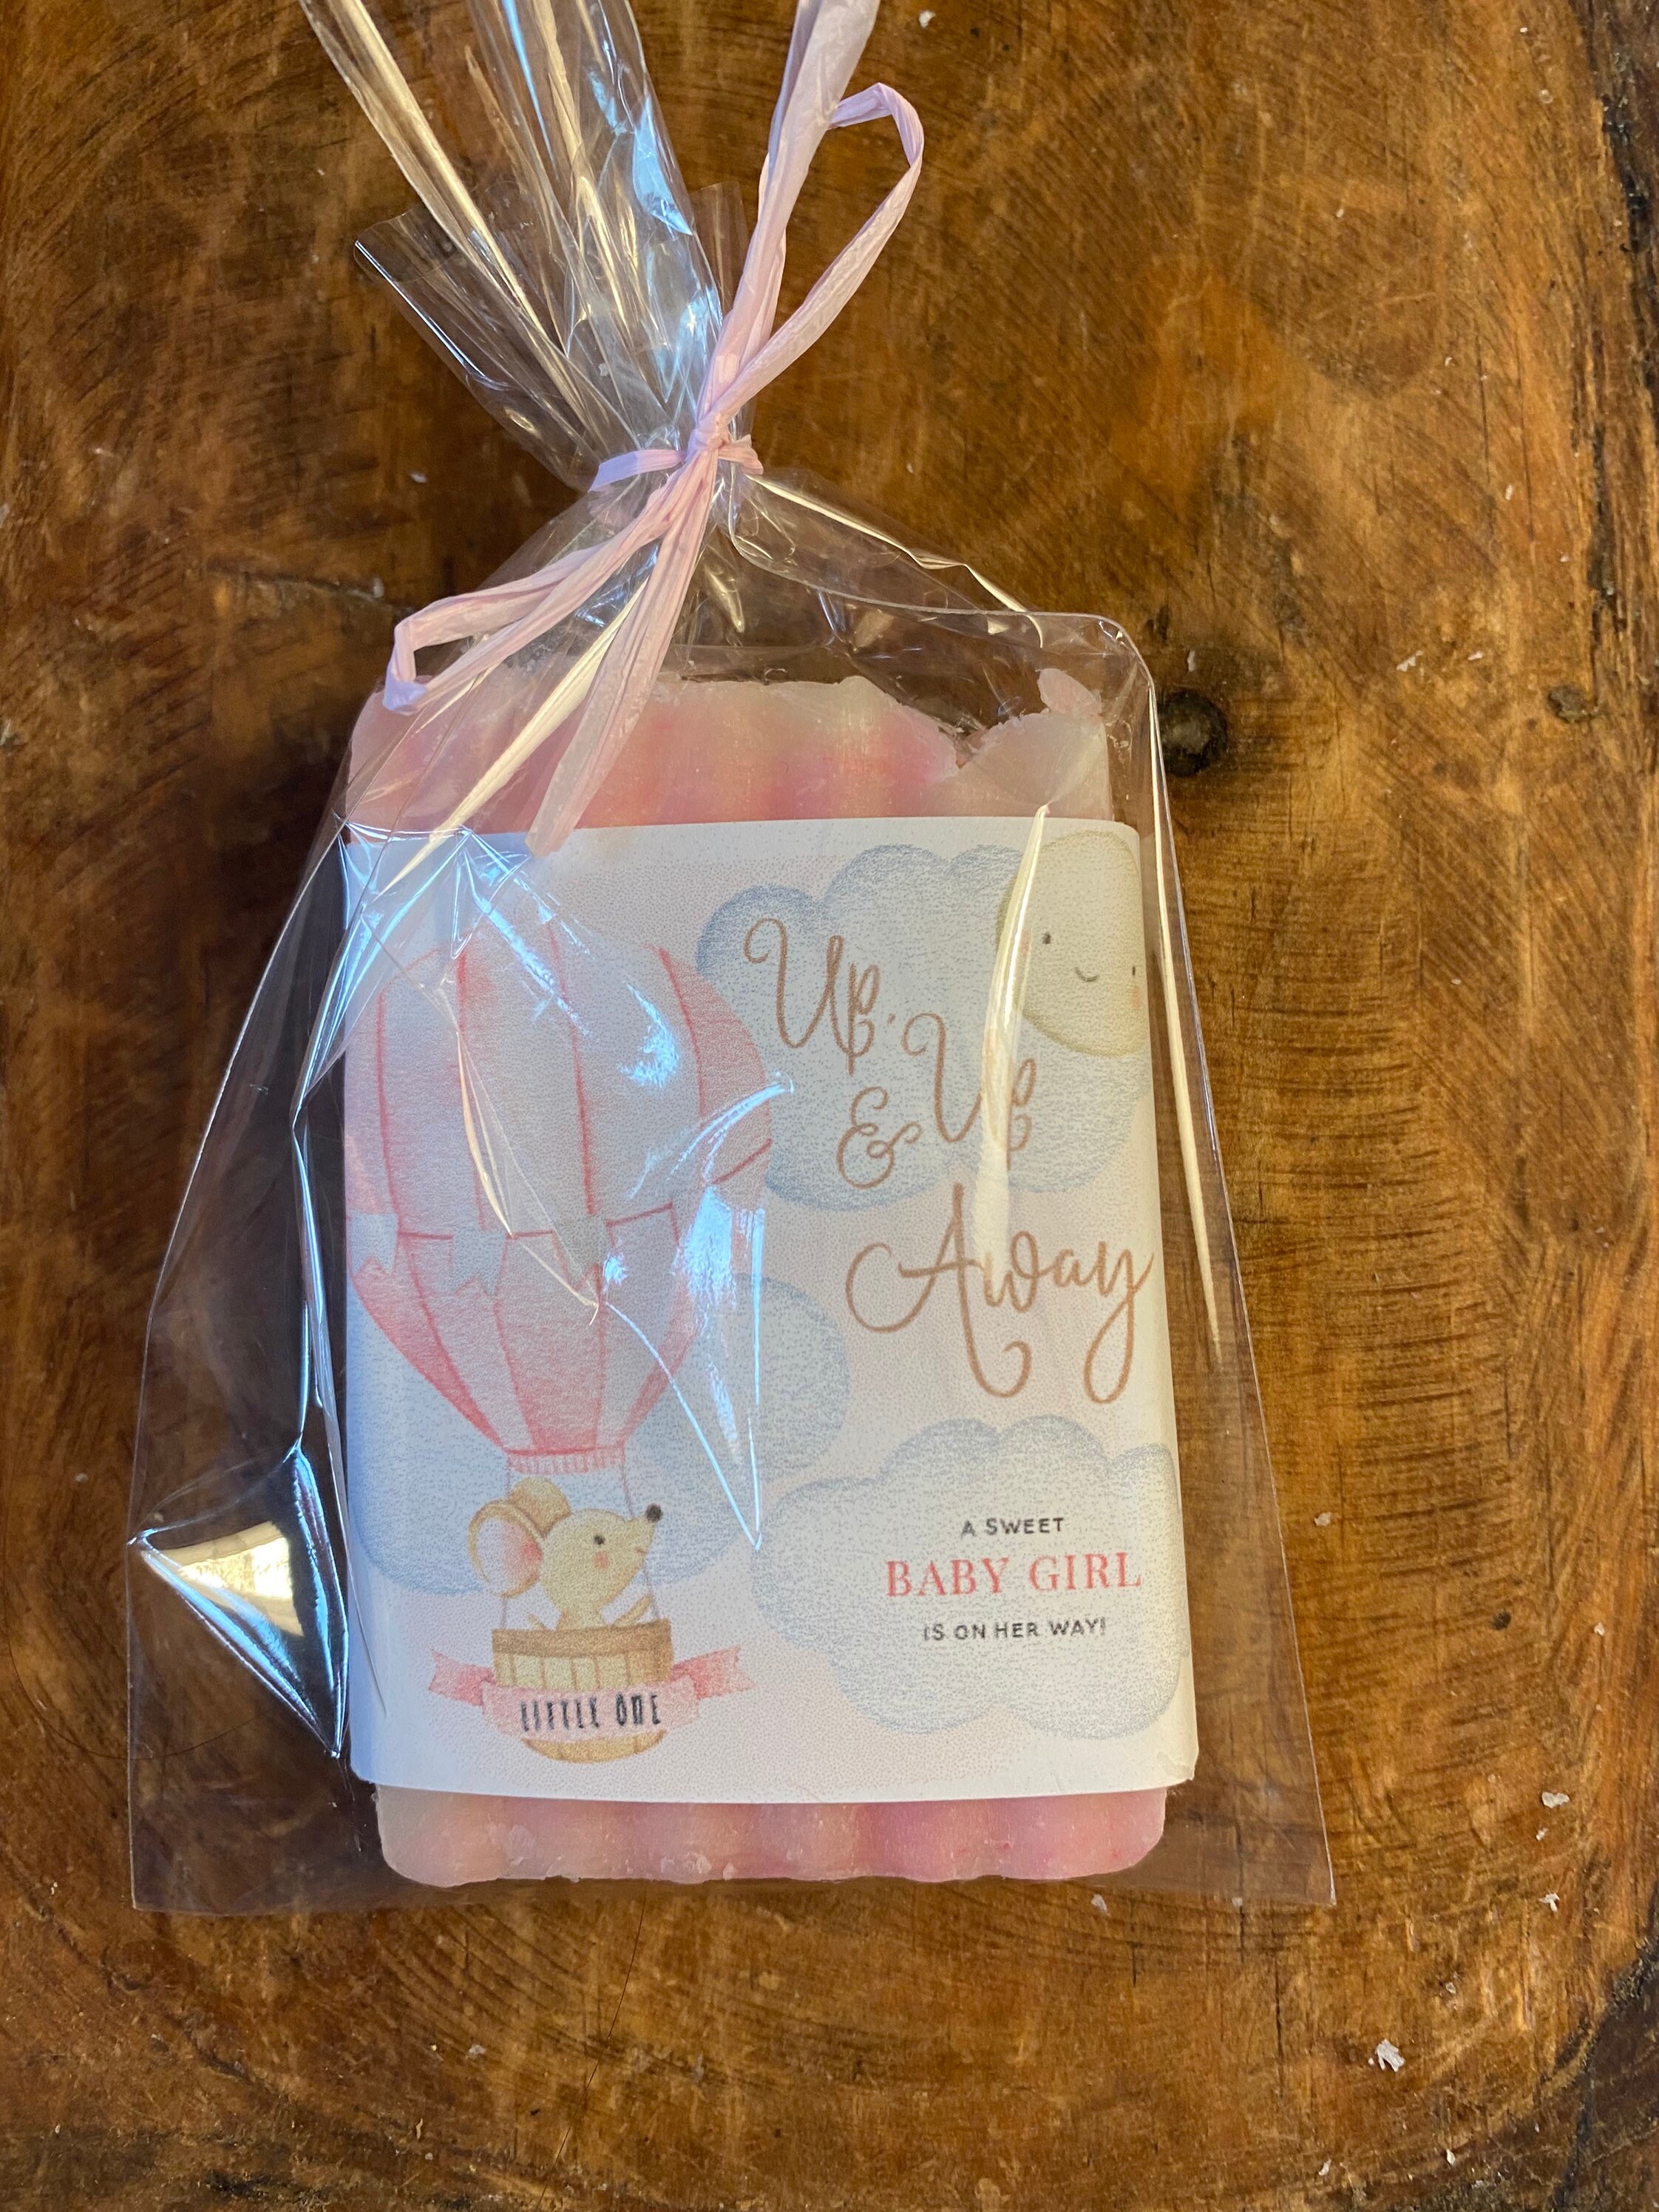 Up,
& Up
Away
A SWEET
BABY GIRL
IS ON HER WAY!
LITTLE ONE